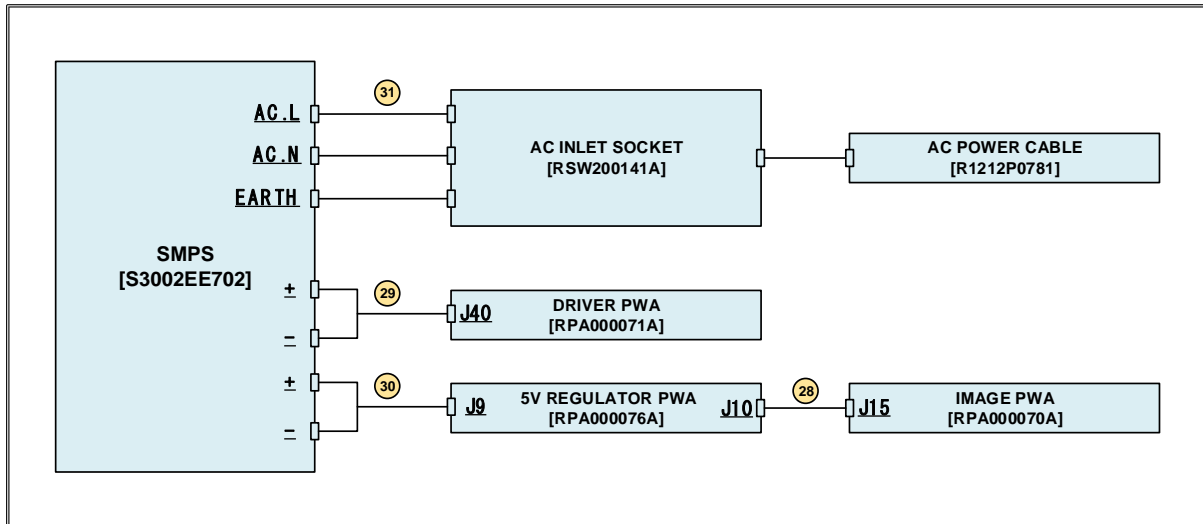 31
AC.L
AC.N
EARTH
AC INLET SOCKET
[RSW200141A]
AC POWER CABLE
[R1212P0781]
SMPS
[S3002EE702]
+
−
29
J40
DRIVER PWA
[RPA000071A]
+
−
30
J9
5V REGULATOR PWA
[RPA000076A]
J10
28
J15
IMAGE PWA
[RPA000070A]